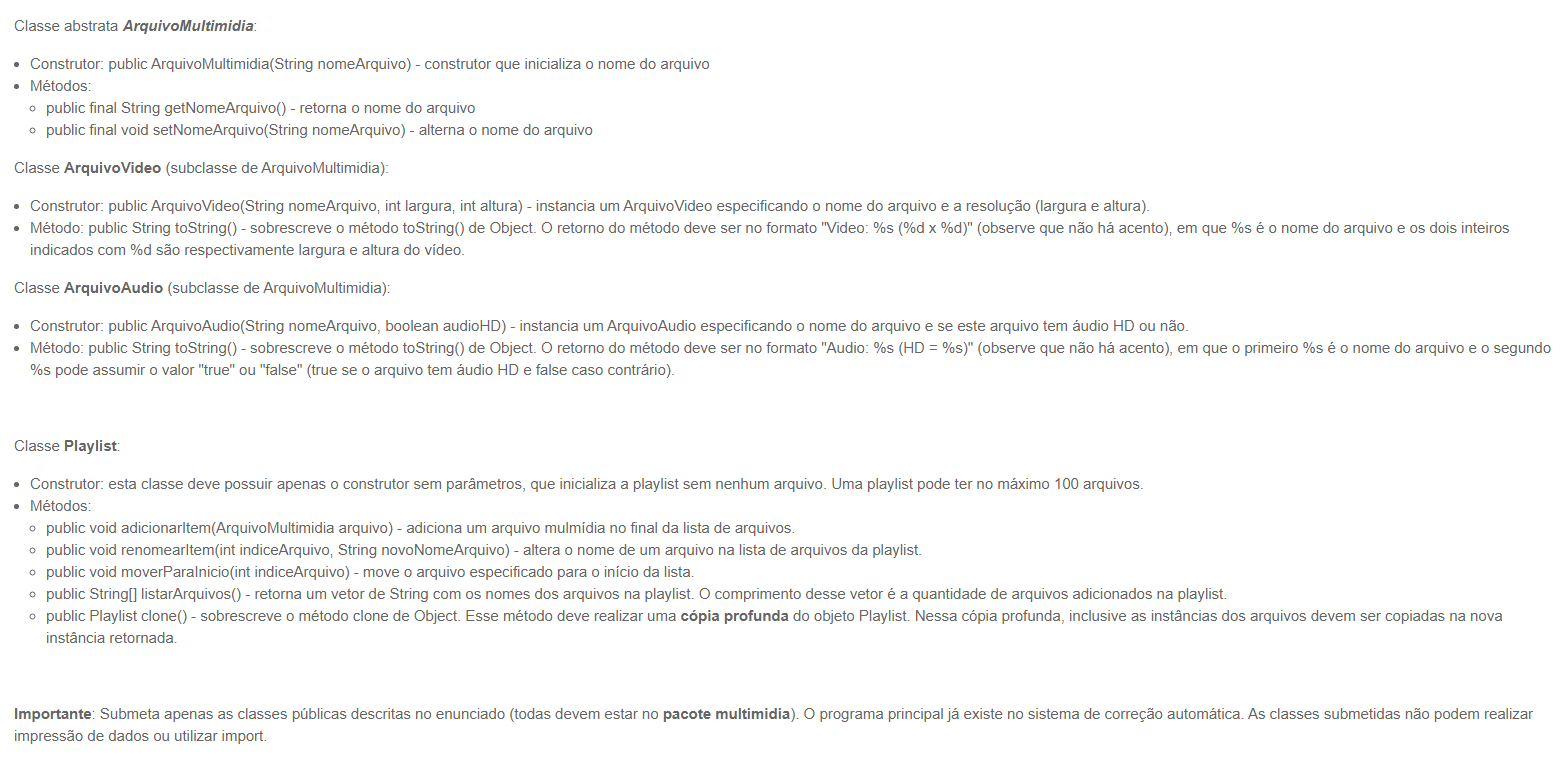 Classe abstrata ArquivoMultimidia:
• Construtor: public ArquivoMultimidia(String nomeArquivo) - construtor que inicializa o nome do arquivo
• Métodos:
○ public final String getNomeArquivo() - retorna o nome do arquivo
○ public final void setNomeArquivo(String nomeArquivo) - alterna o nome do arquivo
Classe ArquivoVideo (subclasse de ArquivoMultimidia):
• Construtor: public ArquivoVideo(String nomeArquivo, int largura, int altura) - instancia um ArquivoVideo especificando o nome do arquivo e a resolução (largura e altura).
• Método: public String toString() - sobrescreve o método toString() de Object. O retorno do método deve ser no formato "Video: %s (%d x %d)" (observe que não há acento), em que %s é o nome do arquivo e os dois inteiros
indicados com %d são respectivamente largura e altura do vídeo.
Classe ArquivoAudio (subclasse de ArquivoMultimidia):
• Construtor: public ArquivoAudio(String nomeArquivo, boolean audioHD) - instancia um ArquivoAudio especificando o nome do arquivo e se este arquivo tem áudio HD ou não.
• Método: public String toString() - sobrescreve o método toString() de Object. O retorno do método deve ser no formato "Audio: %s (HD = %s)" (observe que não há acento), em que o primeiro %s é o nome do arquivo e o segundo
%s pode assumir o valor "true" ou "false" (true se o arquivo tem áudio HD e false caso contrário).
Classe Playlist:
• Construtor: esta classe deve possuir apenas o construtor sem parâmetros, que inicializa a playlist sem nenhum arquivo. Uma playlist pode ter no máximo 100 arquivos.
• Métodos:
○ public void adicionarItem(ArquivoMultimidia arquivo) - adiciona um arquivo mulmídia no final da lista de arquivos.
○ public void renomearItem(int indiceArquivo, String novoNomeArquivo) - altera o nome de um arquivo na lista de arquivos da playlist.
○ public void moverParaInicio(int indiceArquivo) - move o arquivo especificado para o início da lista.
○ public String[] listarArquivos() - retorna um vetor de String com os nomes dos arquivos na playlist. O comprimento desse vetor é a quantidade de arquivos adicionados na playlist.
○ public Playlist clone() - sobrescreve o método clone de Object. Esse método deve realizar uma cópia profunda do objeto Playlist. Nessa cópia profunda, inclusive as instâncias dos arquivos devem ser copiadas na nova
instância retornada.
Importante: Submeta apenas as classes públicas descritas no enunciado (todas devem estar no pacote multimidia). O programa principal já existe no sistema de correção automática. As classes submetidas não podem realizar
impressão de dados ou utilizar import.